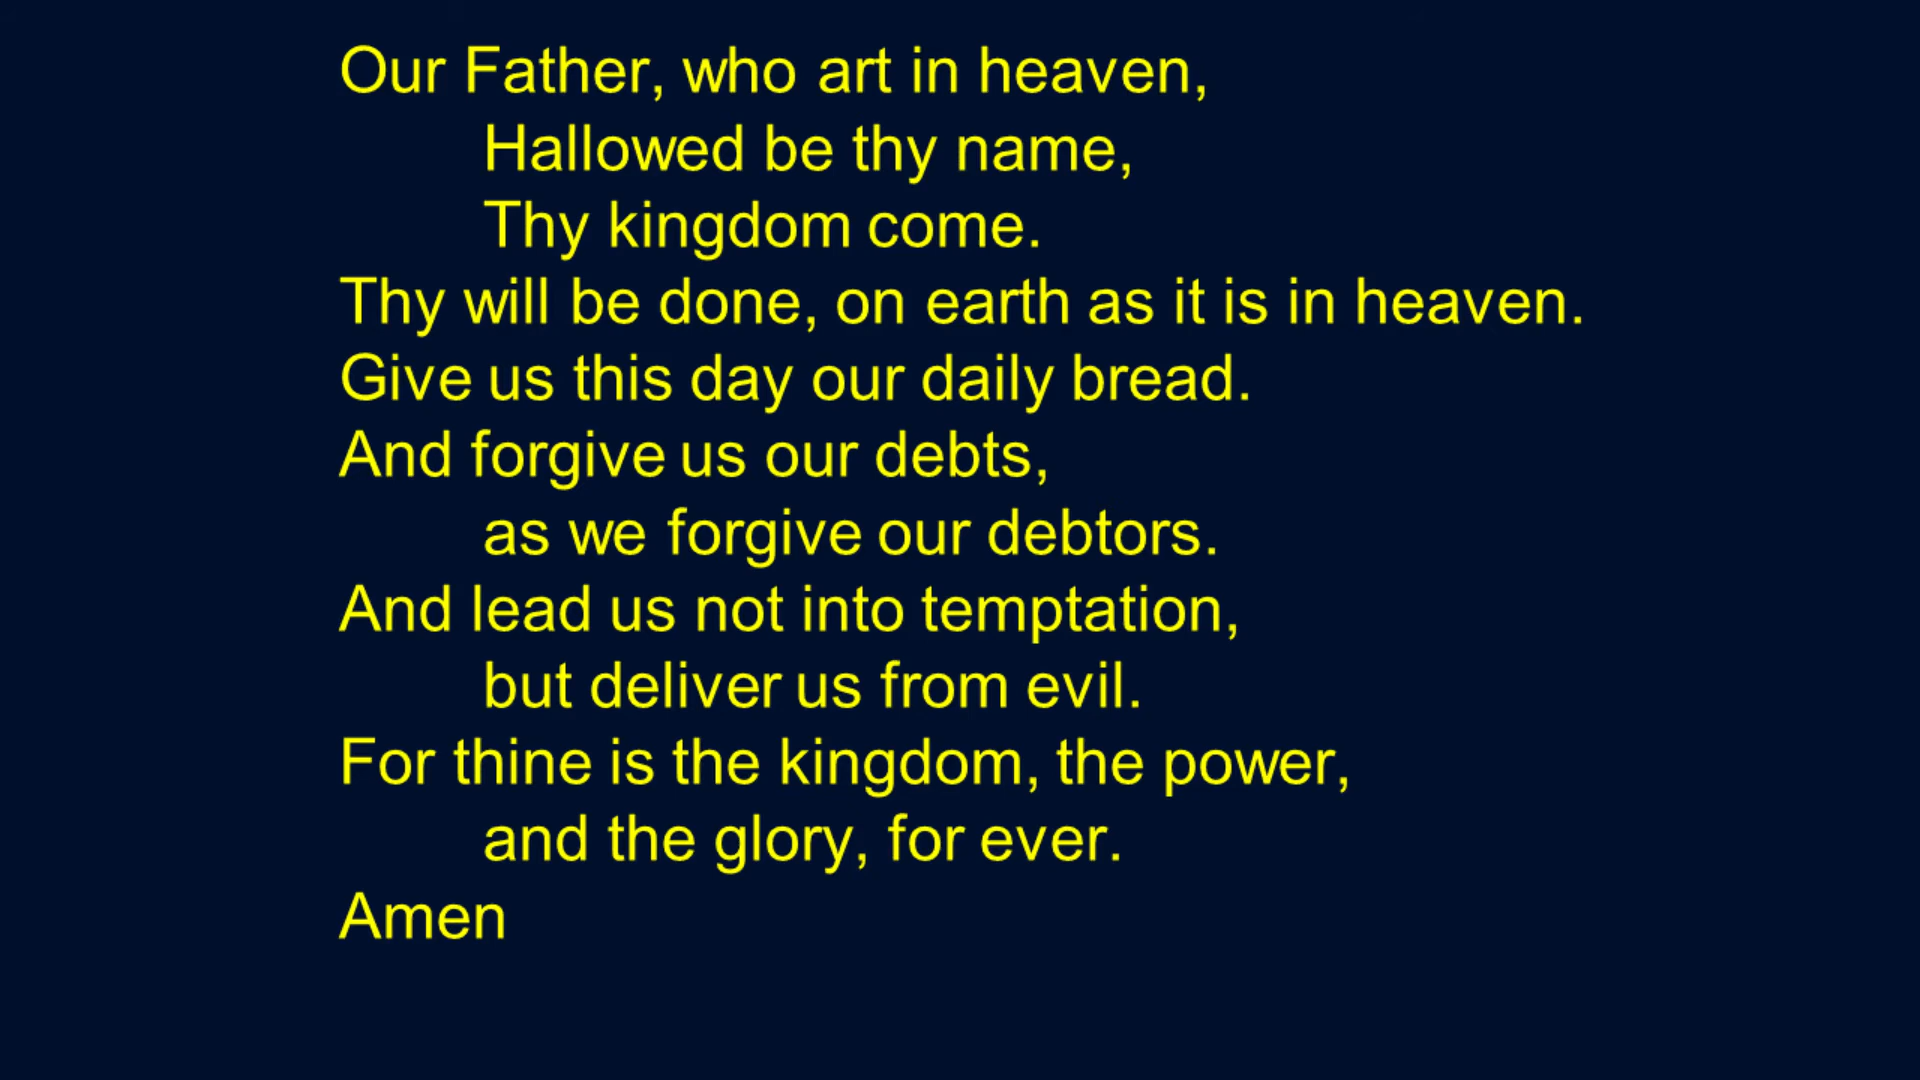 Our Father, who art in heaven,
Hallowed be thy name,
Thy kingdom come.
Thy will be done, on earth as it is in heaven.
Give us this day our daily bread.
And forgive us our debts,
as we forgive our debtors.
And lead us not into temptation,
but deliver us from evil.
For thine is the kingdom, the power,
and the glory, for ever.
Amen